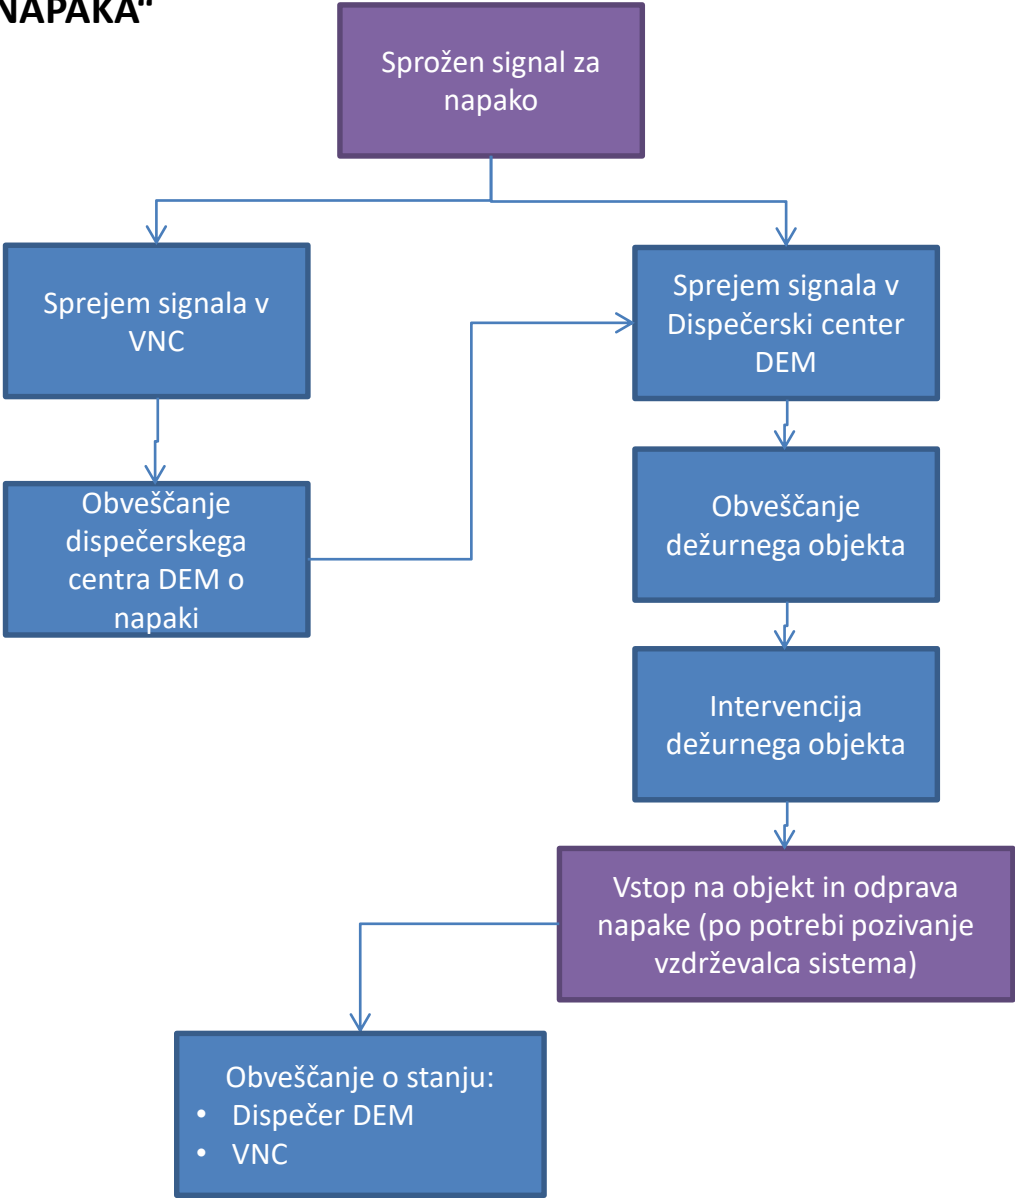 NAPAKA“
Sprožen signal za
napako
Sprejem signala v
VNC
Sprejem signala v
Dispečerski center
DEM
Obveščanje
dispečerskega
centra DEM o
napaki
Obveščanje
dežurnega objekta
Intervencija
dežurnega objekta
Vstop na objekt in odprava
napake (po potrebi pozivanje
vzdrževalca sistema)
Obveščanje o stanju:
• Dispečer DEM
• VNC